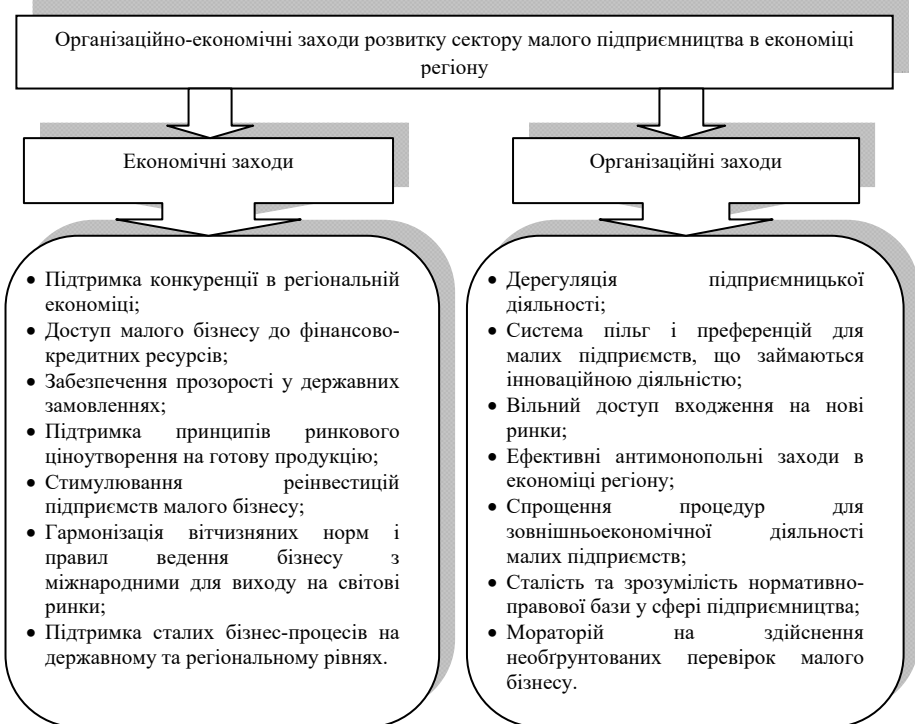 Організаційно-економічні заходи розвитку сектору малого підприємництва в економіці
регіону
Економічні заходи
Організаційні заходи
• Підтримка конкуренції в регіональній
економіці;
• Доступ малого бізнесу до фінансово-
кредитних ресурсів;
• Забезпечення прозорості у державних
замовленнях;
• Підтримка принципів ринкового
ціноутворення на готову продукцію;
• Стимулювання реінвестицій
підприємств малого бізнесу;
• Гармонізація вітчизняних норм і
правил ведення бізнесу з
міжнародними для виходу на світові
ринки;
• Підтримка сталих бізнес-процесів на
державному та регіональному рівнях.
• Дерегуляція підприємницької
діяльності;
• Система пільг і преференцій для
малих підприємств, що займаються
інноваційною діяльністю;
• Вільний доступ входження на нові
ринки;
• Ефективні антимонопольні заходи в
економіці регіону;
• Спрощення процедур для
зовнішньоекономічної діяльності
малих підприємств;
• Сталість та зрозумілість нормативно-
правової бази у сфері підприємництва;
• Мораторій на здійснення
необґрунтованих перевірок малого
бізнесу.